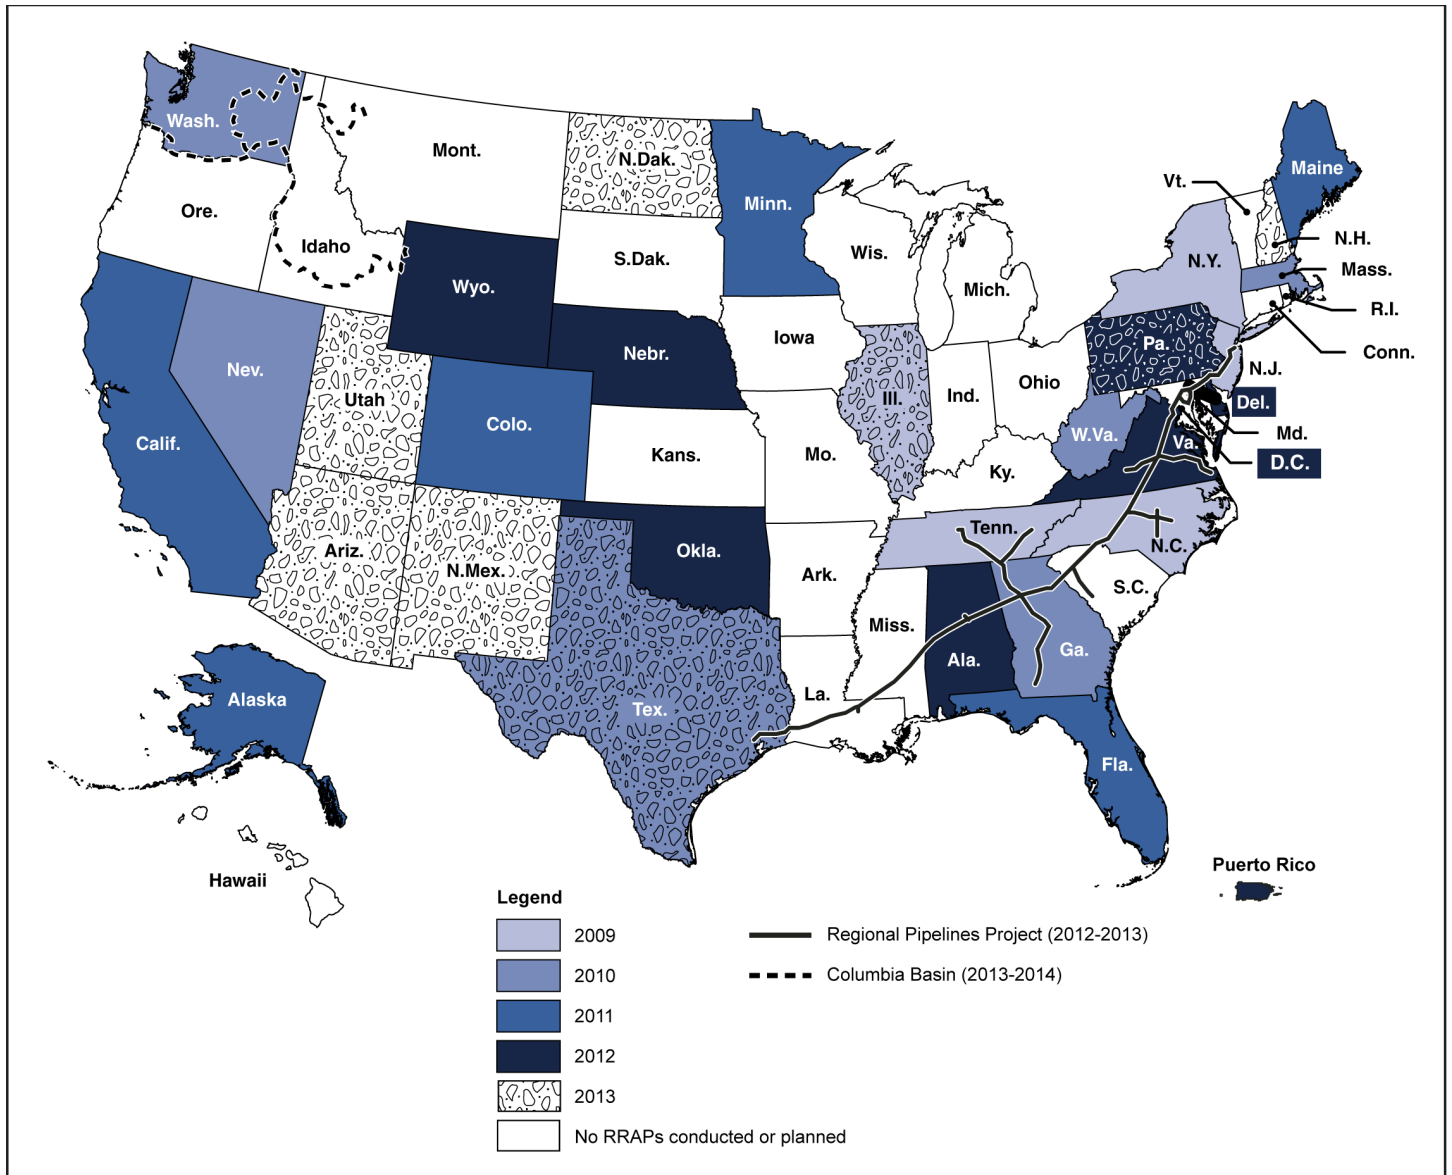 Wash.
Mont.
N.Dak.
Minn.
Maine
Vt.
Ore.
Idaho
S.Dak.
Wis.
Mich.
N.Y.
N.H.
Mass.
R.I.
Conn.
Wyo.
Iowa
Nebr.
Pa.
N.J.
Nev.
Utah
Colo.
Ill.
Ind.
Ohio
Del.
Md.
D.C.
Calif.
Kans.
Mo.
Ky.
W.Va.
Va.
Ariz.
N.Mex.
Okla.
Ark.
Tenn.
N.C.
S.C.
Miss.
Ala.
Ga.
Tex.
La.
Fla.
Alaska
Hawaii
Puerto Rico
Legend
2009
2010
2011
2012
2013
No RRAPs conducted or planned
Regional Pipelines Project (2012-2013)
Columbia Basin (2013-2014)